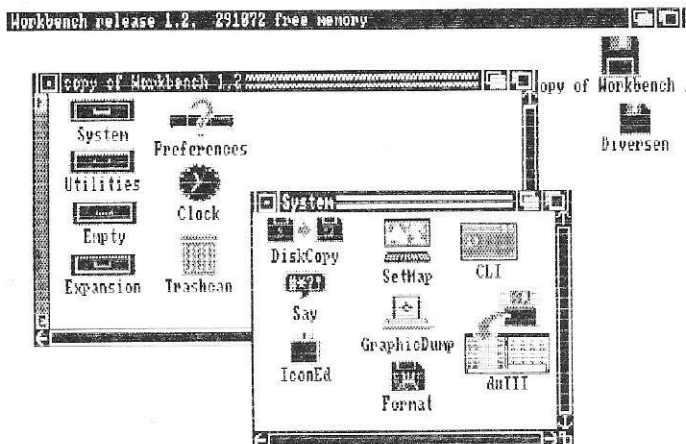 Workbench release 1.2. 291072 free memory
copy of Workbench 1.2
opy of Workbench
Diversen
System
Preferences
Utilities
Clock
Empty
Expansion
Trashcan
System
DiskCopy
SetMap
CLI
Say
GraphicDump
IconEd
Format